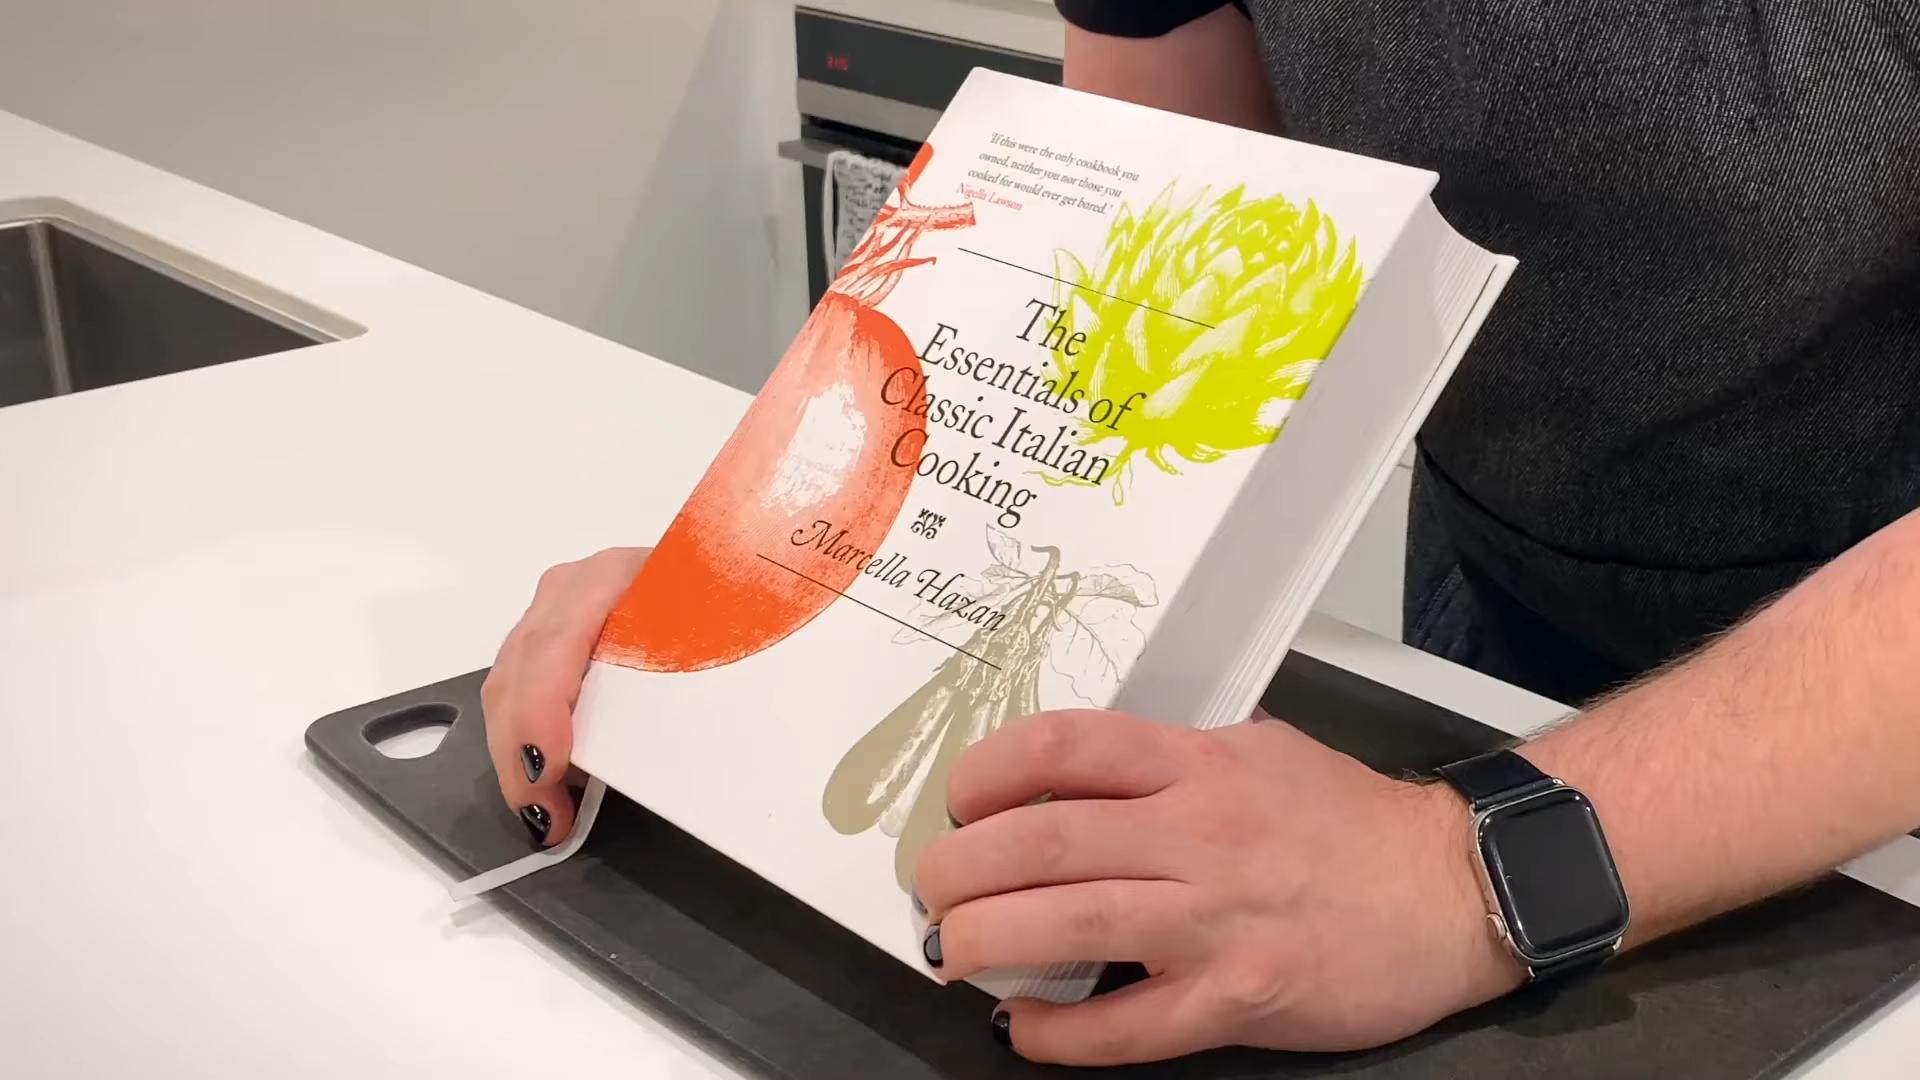 'If this were the only cookbook you
owned, neither you nor those you
cooked for would ever get bored.'
Nigella Lawson
The
Essentials of
Classic Italian
Cooking
Marcella Hazan